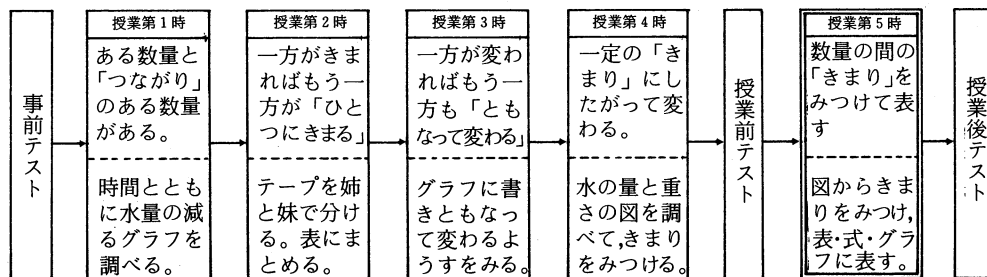 事前テスト
授業第1時
ある数量と
「つながり」
のある数量
がある。
時間ととも
に水量の減
るグラフを
調べる。
授業第2時
一方がきま
ればもう一
方が「ひと
つにきまる」
テープを姉
と妹で分け
る。表にま
とめる。
授業第3時
一方が変わ
ればもう一
方も「とも
なって変わる」
グラフに書
きともなっ
て変わるよ
うすをみる。
授業第4時
一定の「き
まり」にし
たがって変
わる。
水の量と重
さの図を調
べて,きまり
をみつける。
授業前テスト
授業第5時
数量の間の
「きまり」を
みつけて表
す
図からきま
りをみつけ,
表・式・グラ
フに表す。
授業後テスト